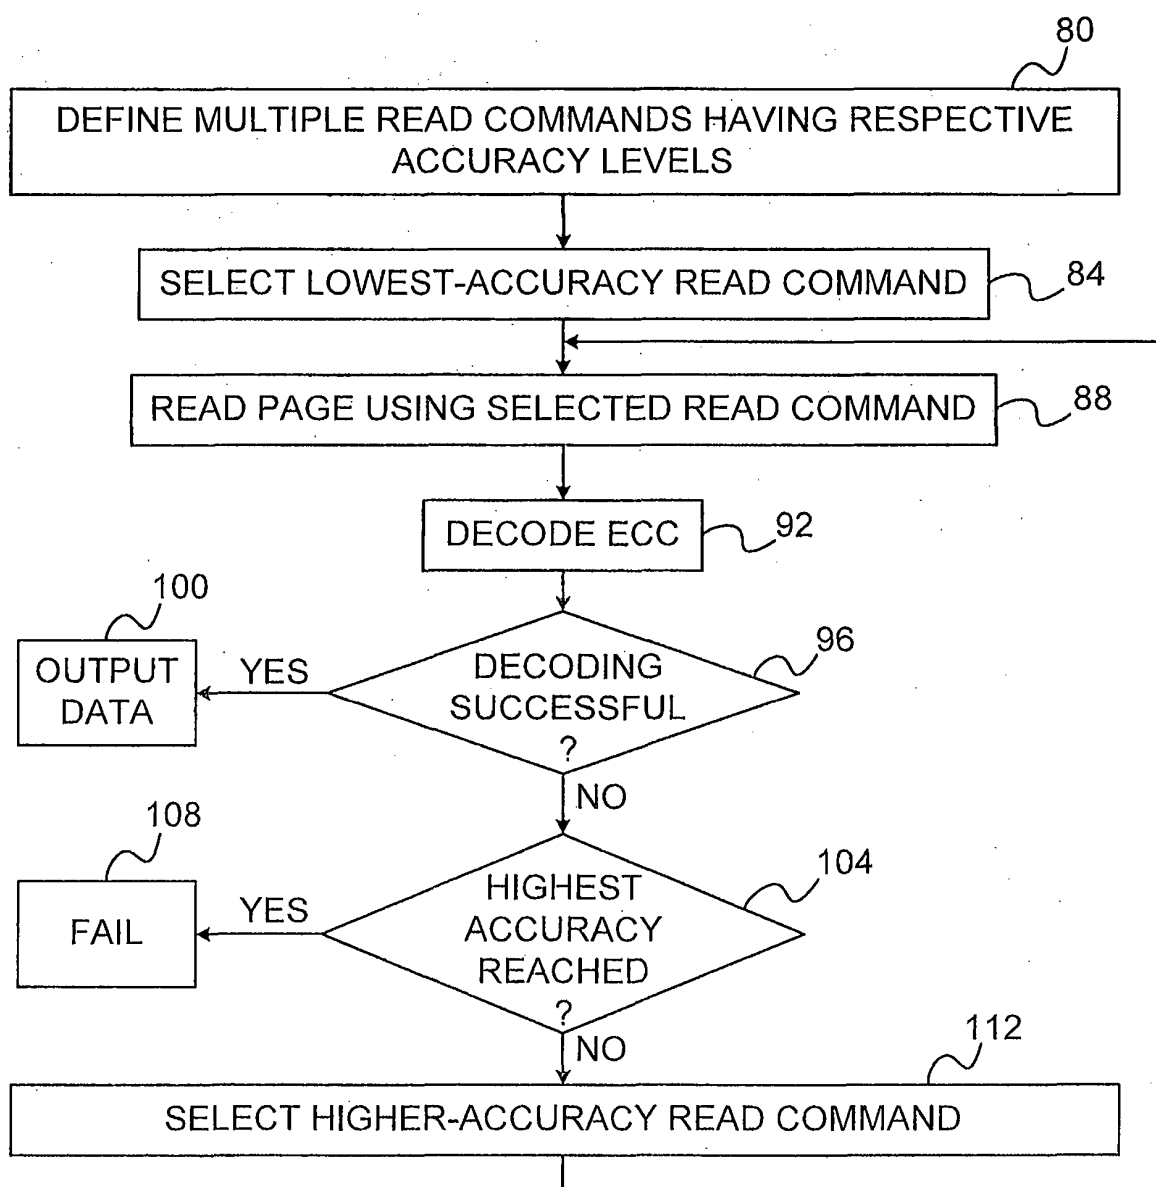 80
DEFINE MULTIPLE READ COMMANDS HAVING RESPECTIVE
ACCURACY LEVELS
SELECT LOWEST-ACCURACY READ COMMAND
84
READ PAGE USING SELECTED READ COMMAND
88
DECODE ECC
92
100
OUTPUT
DATA
YES
DECODING
SUCCESSFUL
?
96
NO
108
FAIL
YES
HIGHEST
ACCURACY
REACHED
?
104
NO
112
SELECT HIGHER-ACCURACY READ COMMAND